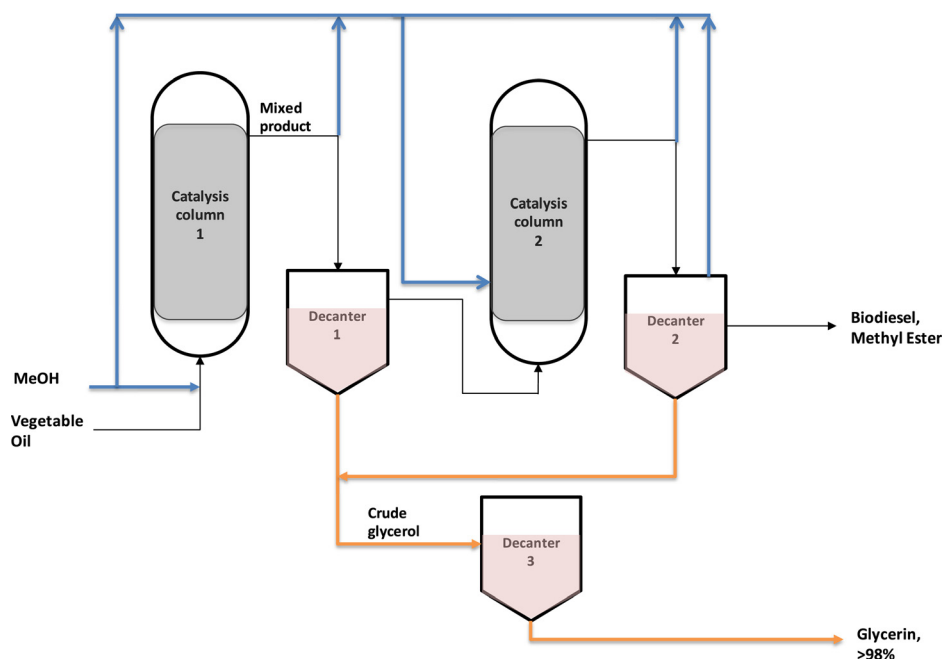 Mixed
product
Catalysis
column
1
Catalysis
column
2
Decanter
1
Decanter
2
Biodiesel,
Methyl Ester
MeOH
Vegetable
Oil
Crude
glycerol
Decanter
3
Glycerin,
>98%